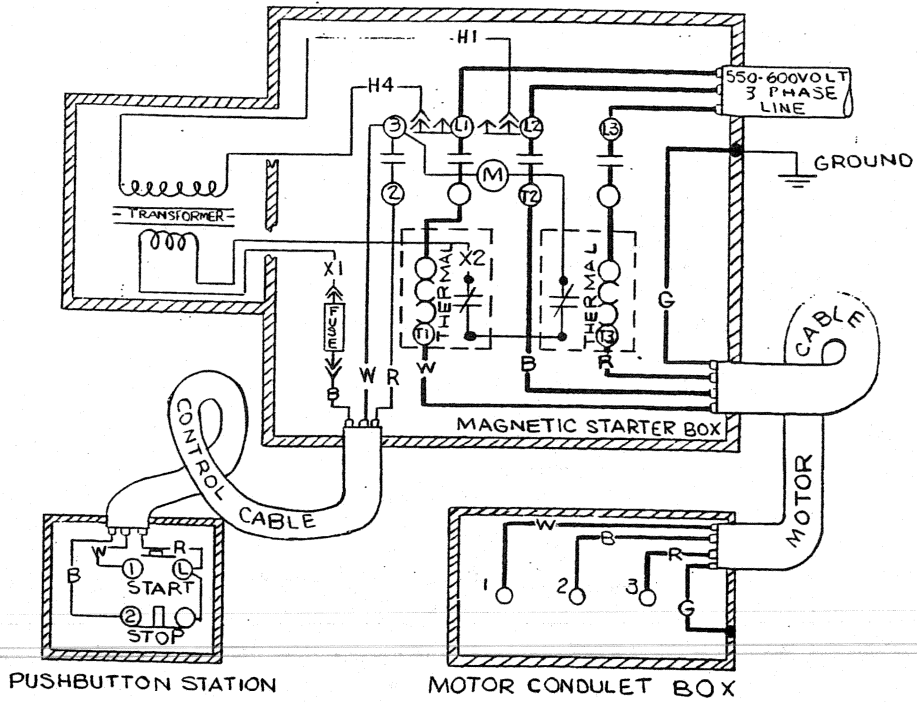 H1
H4
550-600VOLT
3 PHASE
LINE
3
L1
L2
L3
GROUND
M
2
T2
TRANSFORMER
X1
X2
THERMAL
THERMAL
FUSE
G
CABLE
T1
T3
W
R
B
W
B
R
MAGNETIC STARTER BOX
CONTROL
CABLE
MOTOR
W
R
B
1
L
START
2
STOP
W
B
R
1
2
3
G
PUSHBUTTON STATION
MOTOR CONDULET BOX